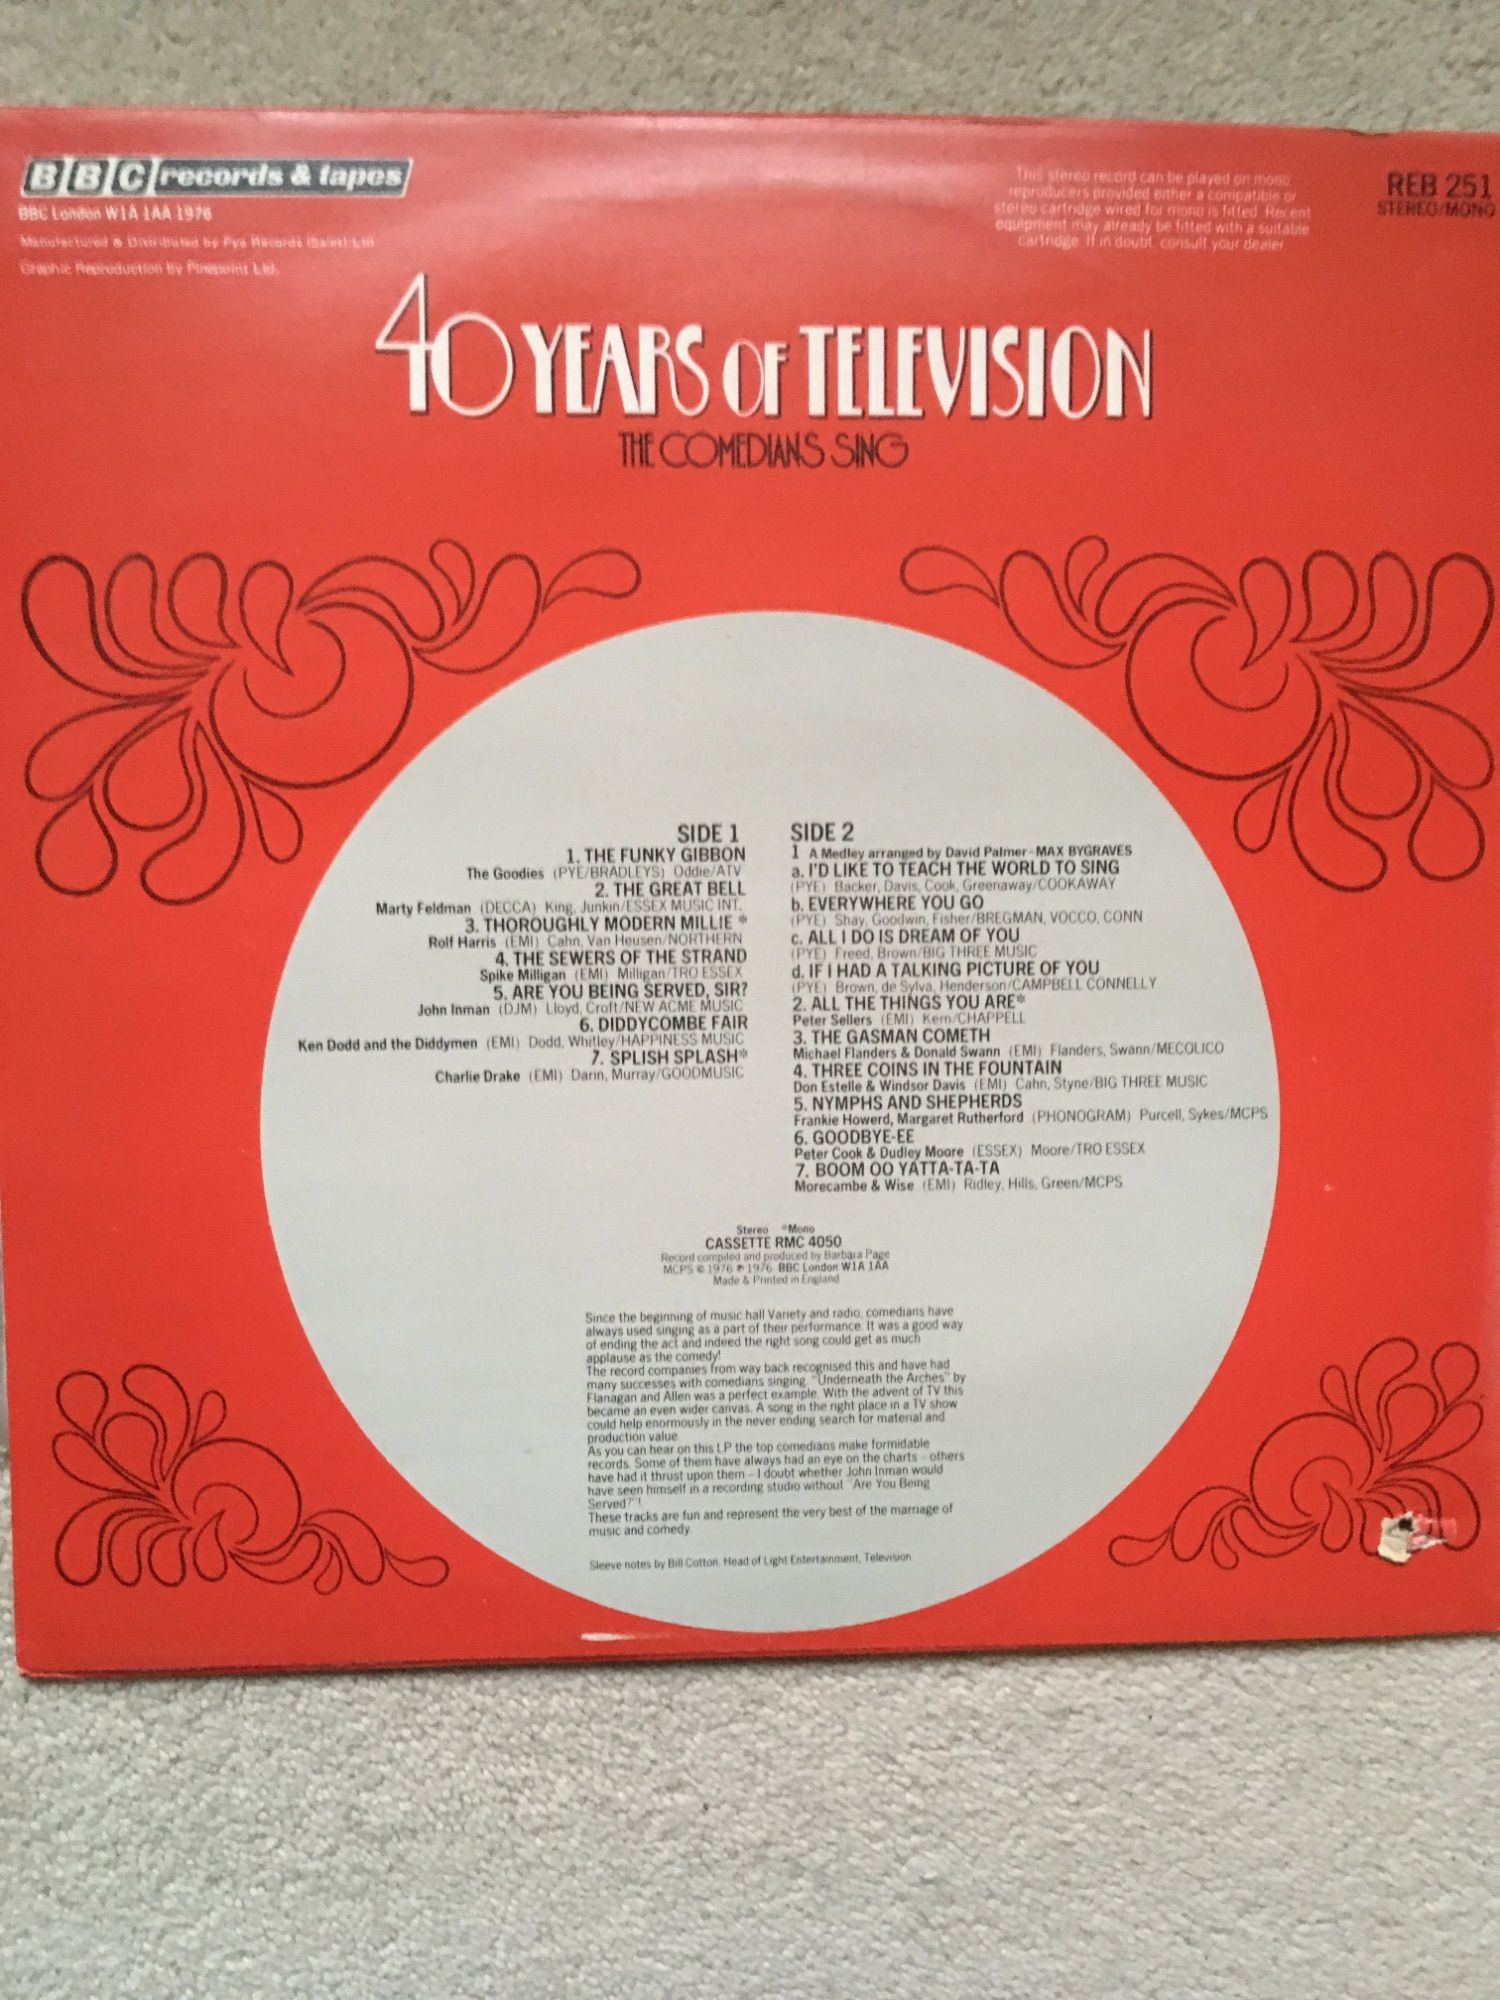 BBC records & tapes
BBC London W1A 1AA 1976
Manufactured & Distributed by Pye Records (Sales) Ltd
Graphic Reproduction by Pinepoint Ltd.
This stereo record can be played on mono
reproducers provided either a compatible or
stereo cartridge wired for mono is fitted. Recent
equipment may already be fitted with a suitable
cartridge. If in doubt, consult your dealer
REB 251
STEREO/MONO
40 YEARS OF TELEVISION
THE COMEDIANS SING
SIDE 1
1. THE FUNKY GIBBON
The Goodies (PYE/BRADLEYS) Oddie/ATV
2. THE GREAT BELL
Marty Feldman (DECCA) King, Junkin/ESSEX MUSIC INT.
3. THOROUGHLY MODERN MILLIE *
Rolf Harris (EMI) Cahn, Van Heusen/NORTHERN
4. THE SEWERS OF THE STRAND
Spike Milligan (EMI) Milligan/TRO ESSEX
5. ARE YOU BEING SERVED, SIR?
John Inman (DJM) Lloyd, Croft/NEW ACME MUSIC
6. DIDDYCOMBE FAIR
Ken Dodd and the Diddymen (EMI) Dodd, Whitley/HAPPINESS MUSIC
7. SPLISH SPLASH*
Charlie Drake (EMI) Darin, Murray/GOODMUSIC
SIDE 2
1 A Medley arranged by David Palmer - MAX BYGRAVES
a. I'D LIKE TO TEACH THE WORLD TO SING
(PYE) Backer, Davis, Cook, Greenaway/COOKAWAY
b. EVERYWHERE YOU GO
(PYE) Shay, Goodwin, Fisher/BREGMAN, VOCCO, CONN
c. ALL I DO IS DREAM OF YOU
(PYE) Freed, Brown/BIG THREE MUSIC
d. IF I HAD A TALKING PICTURE OF YOU
(PYE) Brown, de Sylva, Henderson/CAMPBELL CONNELLY
2. ALL THE THINGS YOU ARE*
Peter Sellers (EMI) Kern/CHAPPELL
3. THE GASMAN COMETH
Michael Flanders & Donald Swann (EMI) Flanders, Swann/MECOLICO
4. THREE COINS IN THE FOUNTAIN
Don Estelle & Windsor Davis (EMI) Cahn, Styne/BIG THREE MUSIC
5. NYMPHS AND SHEPHERDS
Frankie Howerd, Margaret Rutherford (PHONOGRAM) Purcell, Sykes/MCPS
6. GOODBYE-EE
Peter Cook & Dudley Moore (ESSEX) Moore/TRO ESSEX
7. BOOM OO YATTA-TA-TA
Morecambe & Wise (EMI) Ridley, Hills, Green/MCPS
Stereo *Mono
CASSETTE RMC 4050
Record compiled and produced by Barbara Page
MCPS © 1976 ℗ 1976 BBC London W1A 1AA
Made & Printed in England
Since the beginning of music hall Variety and radio, comedians have
always used singing as a part of their performance. It was a good way
of ending the act and indeed the right song could get as much
applause as the comedy!
The record companies from way back recognised this and have had
many successes with comedians singing. "Underneath the Arches" by
Flanagan and Allen was a perfect example. With the advent of TV this
became an even wider canvas. A song in the right place in a TV show
could help enormously in the never ending search for material and
production value.
As you can hear on this LP the top comedians make formidable
records. Some of them have always had an eye on the charts - others
have had it thrust upon them - I doubt whether John Inman would
have seen himself in a recording studio without "Are You Being
Served?"!
These tracks are fun and represent the very best of the marriage of
music and comedy.
Sleeve notes by Bill Cotton, Head of Light Entertainment, Television